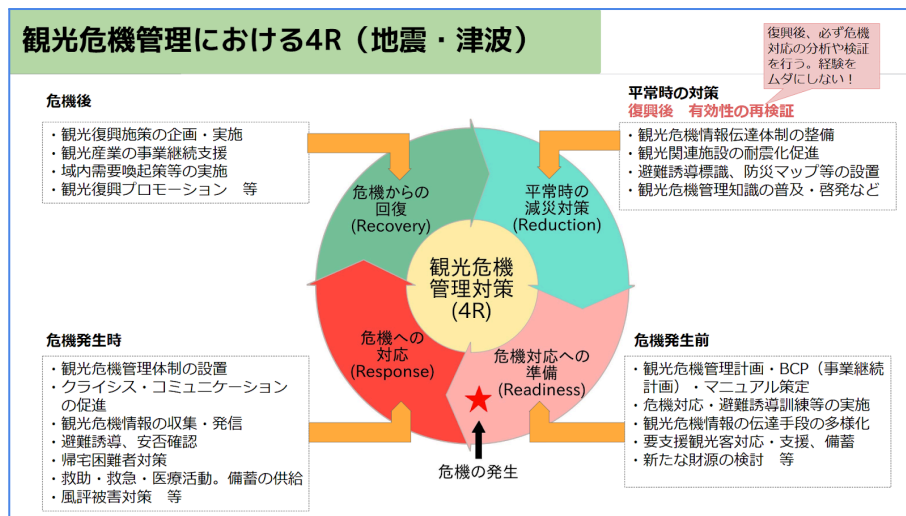 観光危機管理における4R（地震・津波）
復興後、必ず危機
対応の分析や検証
を行う。経験を
ムダにしない！
危機後
・観光復興施策の企画・実施
・観光産業の事業継続支援
・域内需要喚起策等の実施
・観光復興プロモーション　等
平常時の対策
復興後　有効性の再検証
・観光危機情報伝達体制の整備
・観光関連施設の耐震化促進
・避難誘導標識、防災マップ等の設置
・観光危機管理知識の普及・啓発など
危機からの
回復
(Recovery)
平常時の
減災対策
(Reduction)
観光危機
管理対策
(4R)
危機への
対応
(Response)
危機対応への
準備
(Readiness)
危機の発生
危機発生時
・観光危機管理体制の設置
・クライシス・コミュニケーション
の促進
・観光危機情報の収集・発信
・避難誘導、安否確認
・帰宅困難者対策
・救助・救急・医療活動。備蓄の供給
・風評被害対策　等
危機発生前
・観光危機管理計画・BCP（事業継続
計画）・マニュアル策定
・危機対応・避難誘導訓練等の実施
・観光危機情報の伝達手段の多様化
・要支援観光客対応・支援、備蓄
・新たな財源の検討　等